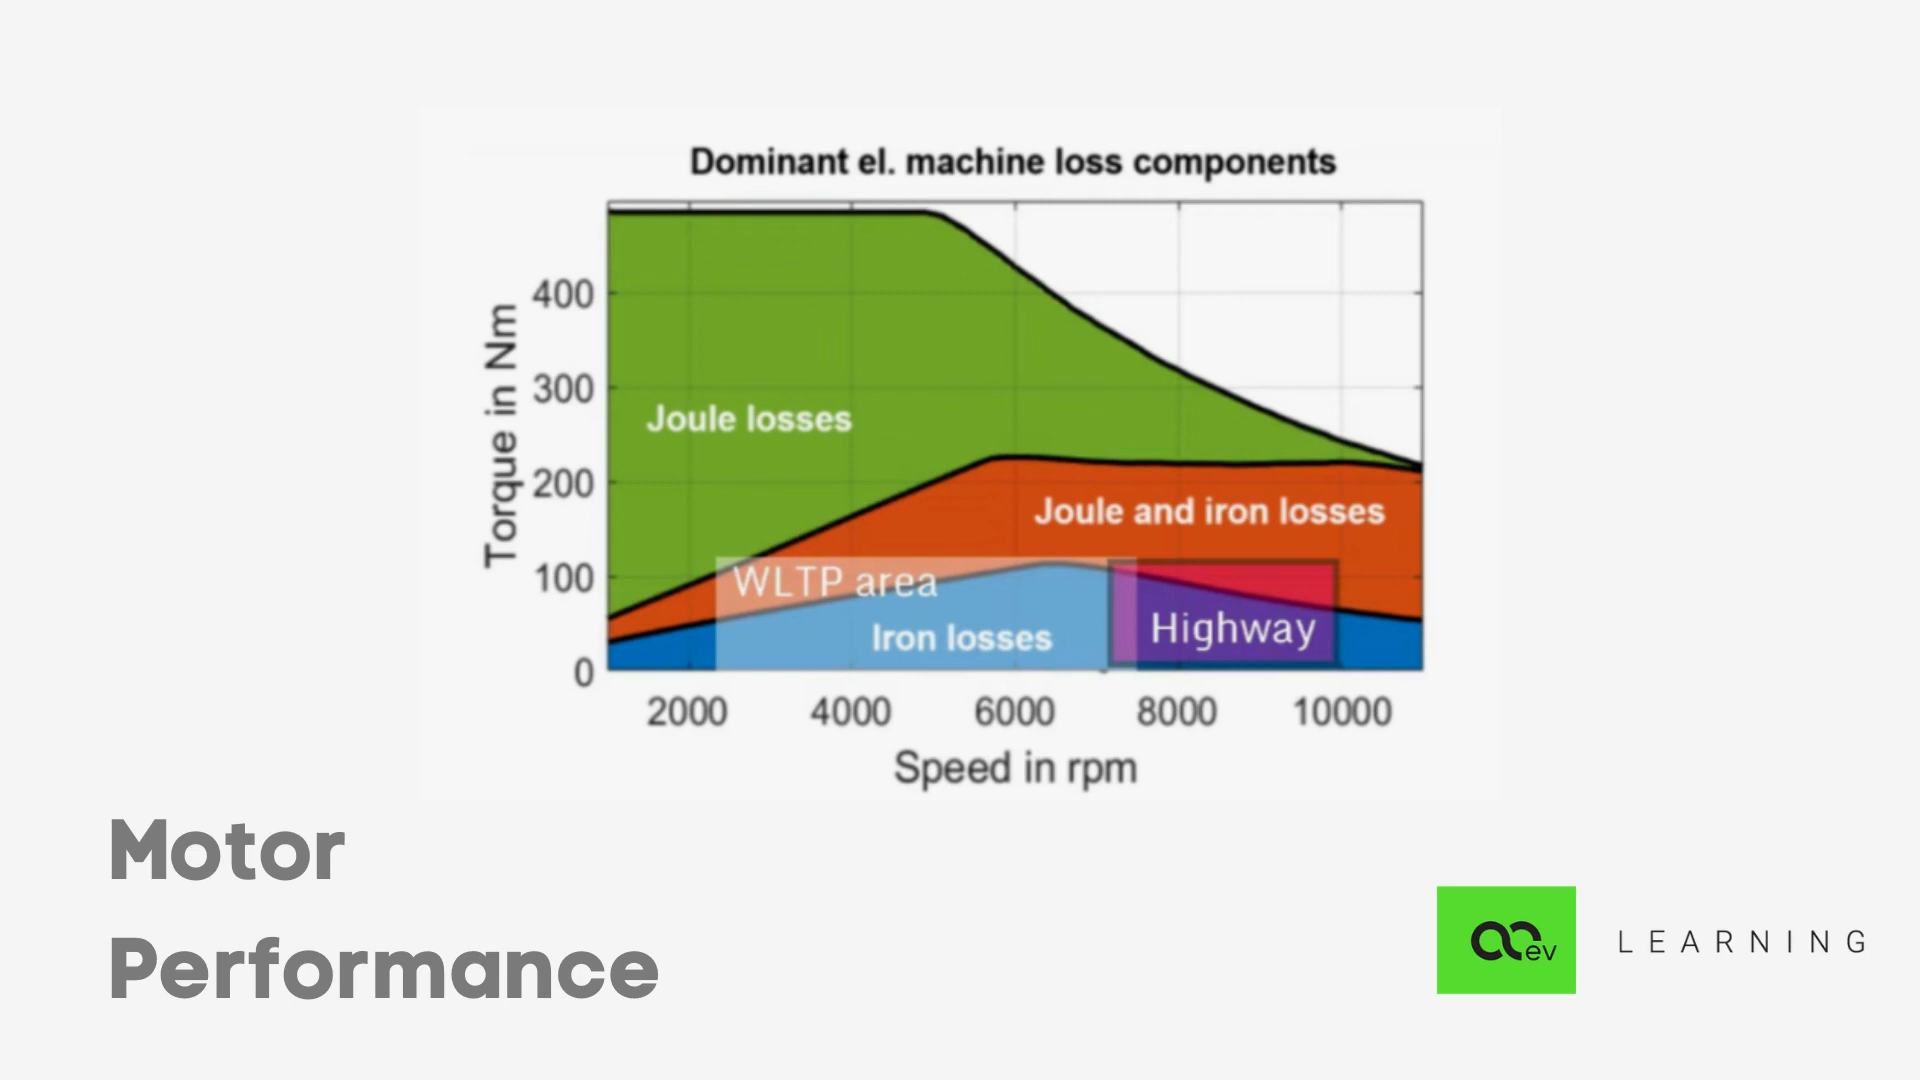 Dominant el. machine loss components
Torque in Nm
400
300
200
100
0
Joule losses
Joule and iron losses
WLTP area
Iron losses
Highway
2000 4000 6000 8000 10000
Speed in rpm
Motor
Performance
ev
LEARNING